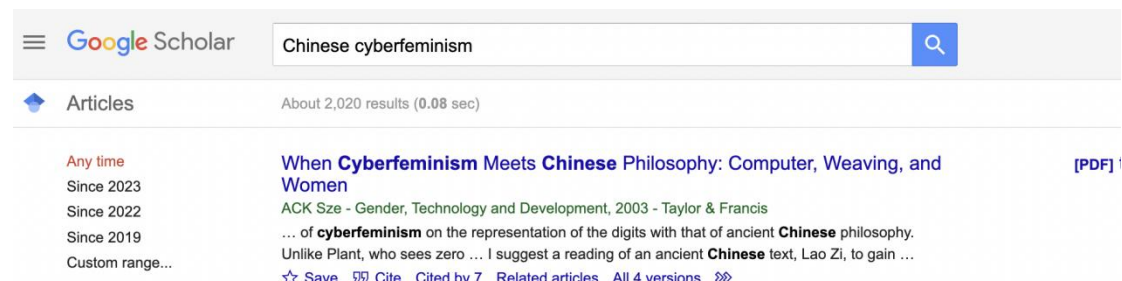 Google Scholar
Chinese cyberfeminism
Articles
About 2,020 results (0.08 sec)
Any time
Since 2023
Since 2022
Since 2019
Custom range...
When Cyberfeminism Meets Chinese Philosophy: Computer, Weaving, and
Women
[PDF]
ACK Sze - Gender, Technology and Development, 2003 - Taylor & Francis
… of cyberfeminism on the representation of the digits with that of ancient Chinese philosophy.
Unlike Plant, who sees zero … I suggest a reading of an ancient Chinese text, Lao Zi, to gain …
Save Cite Cited by 7 Related articles All 4 versions